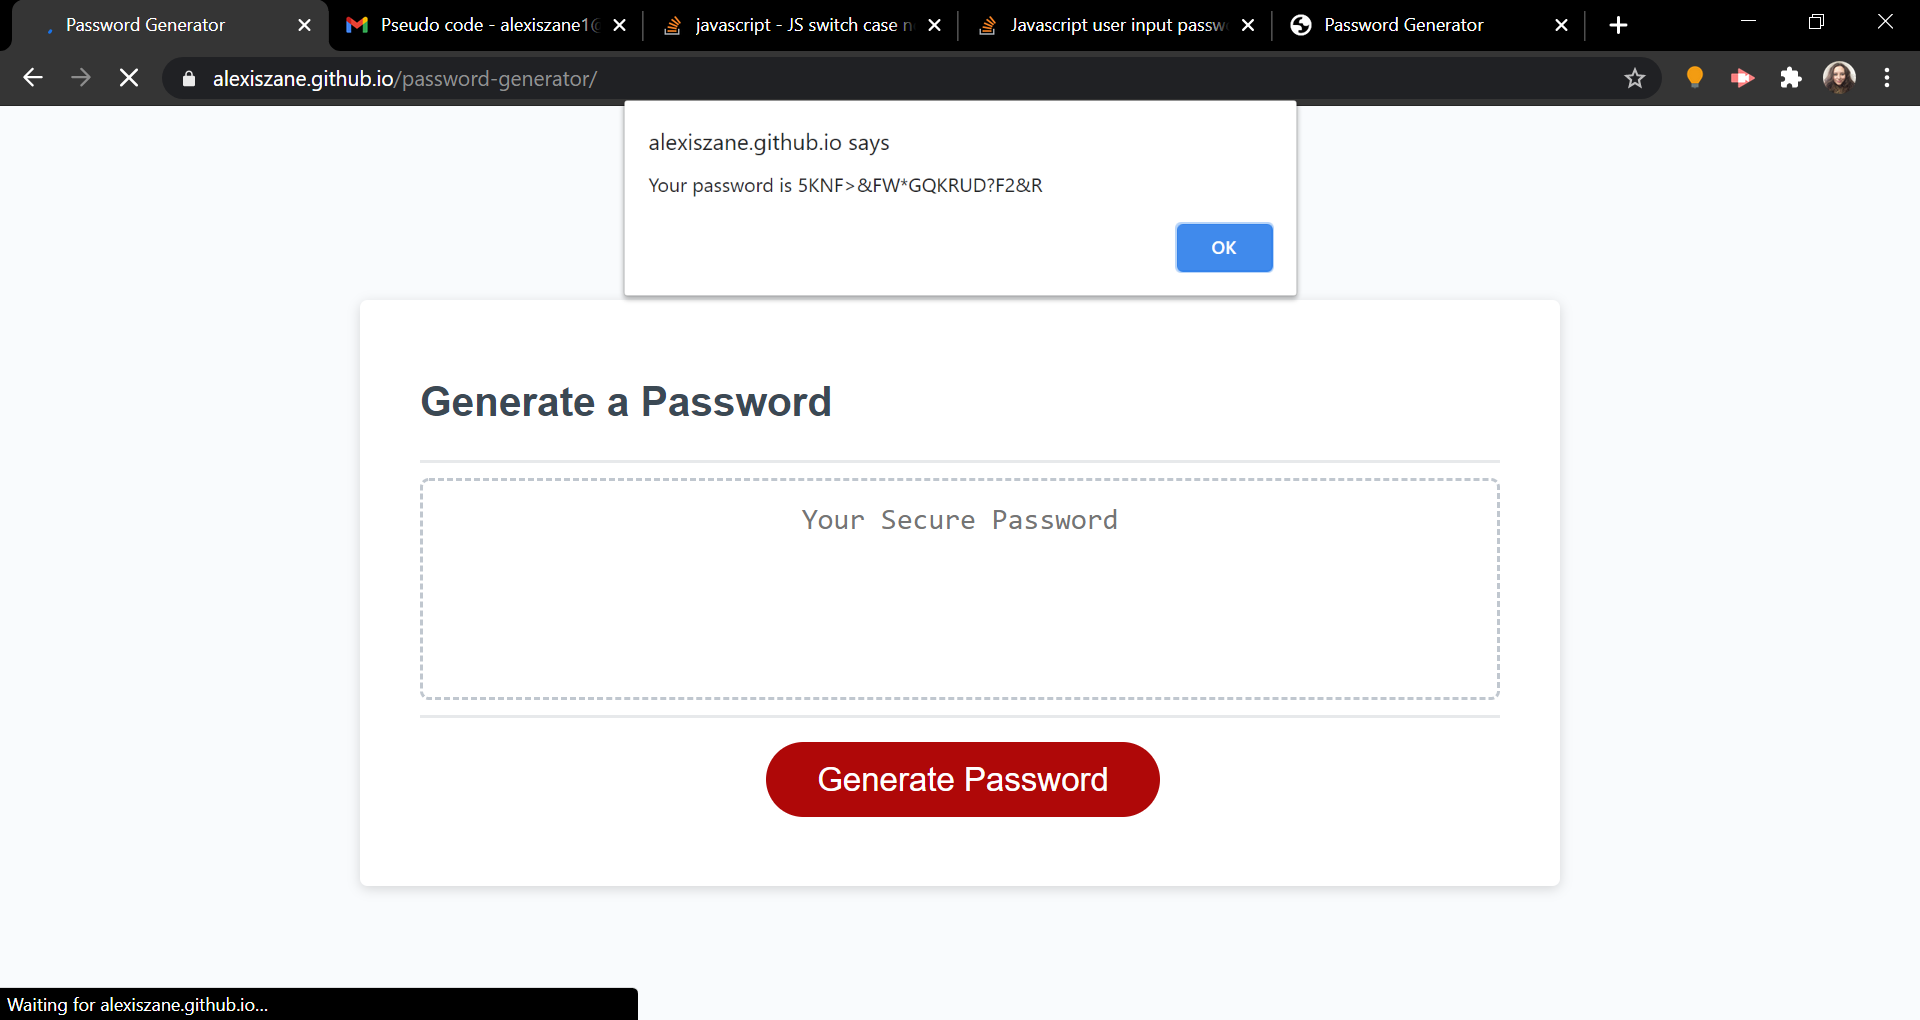 Password Generator
Pseudo code - alexiszane1@
javascript - JS switch case n
Javascript user input passw
Password Generator
alexiszane.github.io/password-generator/
alexiszane.github.io says
Your password is 5KNF>&FW*GQKRUD?F2&R
OK
Generate a Password
Your Secure Password
Generate Password
Waiting for alexiszane.github.io...